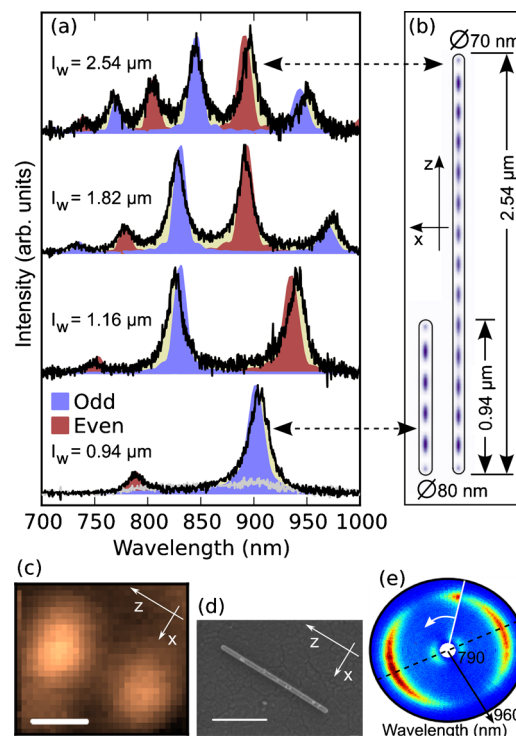 (a)
l_w = 2.54 µm
l_w = 1.82 µm
l_w = 1.16 µm
Odd
Even
l_w = 0.94 µm
Intensity (arb. units)
700 750 800 850 900 950 1000
Wavelength (nm)
(b)
Ø70 nm
z
x
2.54 µm
0.94 µm
Ø80 nm
(c)
z
x
(d)
z
x
(e)
790
960
Wavelength (nm)